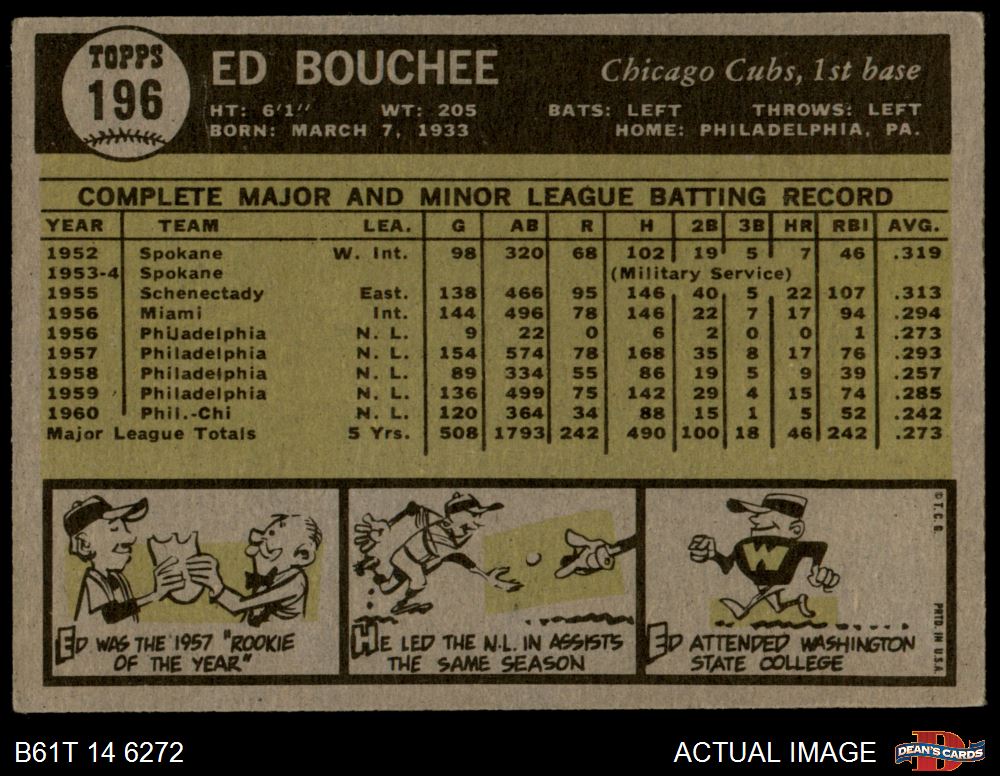 TOPPS
196
ED BOUCHEE
Chicago Cubs, 1st base
HT: 6'1" WT: 205 BATS: LEFT THROWS: LEFT
BORN: MARCH 7, 1933 HOME: PHILADELPHIA, PA.
COMPLETE MAJOR AND MINOR LEAGUE BATTING RECORD
YEAR TEAM LEA. G AB R H 2B 3B HR RBI AVG.
1952 Spokane W. Int. 98 320 68 102 19 5 7 46 .319
1953-4 Spokane (Military Service)
1955 Schenectady East. 138 466 95 146 40 5 22 107 .313
1956 Miami Int. 144 496 78 146 22 7 17 94 .294
1956 Philadelphia N. L. 9 22 0 6 2 0 0 1 .273
1957 Philadelphia N. L. 154 574 78 168 35 8 17 76 .293
1958 Philadelphia N. L. 89 334 55 86 19 5 9 39 .257
1959 Philadelphia N. L. 136 499 75 142 29 4 15 74 .285
1960 Phil.-Chi N. L. 120 364 34 88 15 1 5 52 .242
Major League Totals 5 Yrs. 508 1793 242 490 100 18 46 242 .273
ED WAS THE 1957 "ROOKIE
OF THE YEAR"
HE LED THE N.L. IN ASSISTS
THE SAME SEASON
W
ED ATTENDED WASHINGTON
STATE COLLEGE
© T. C. G.
PRTD. IN U.S.A.
B61T 14 6272
ACTUAL IMAGE
D
DEAN'S CARDS